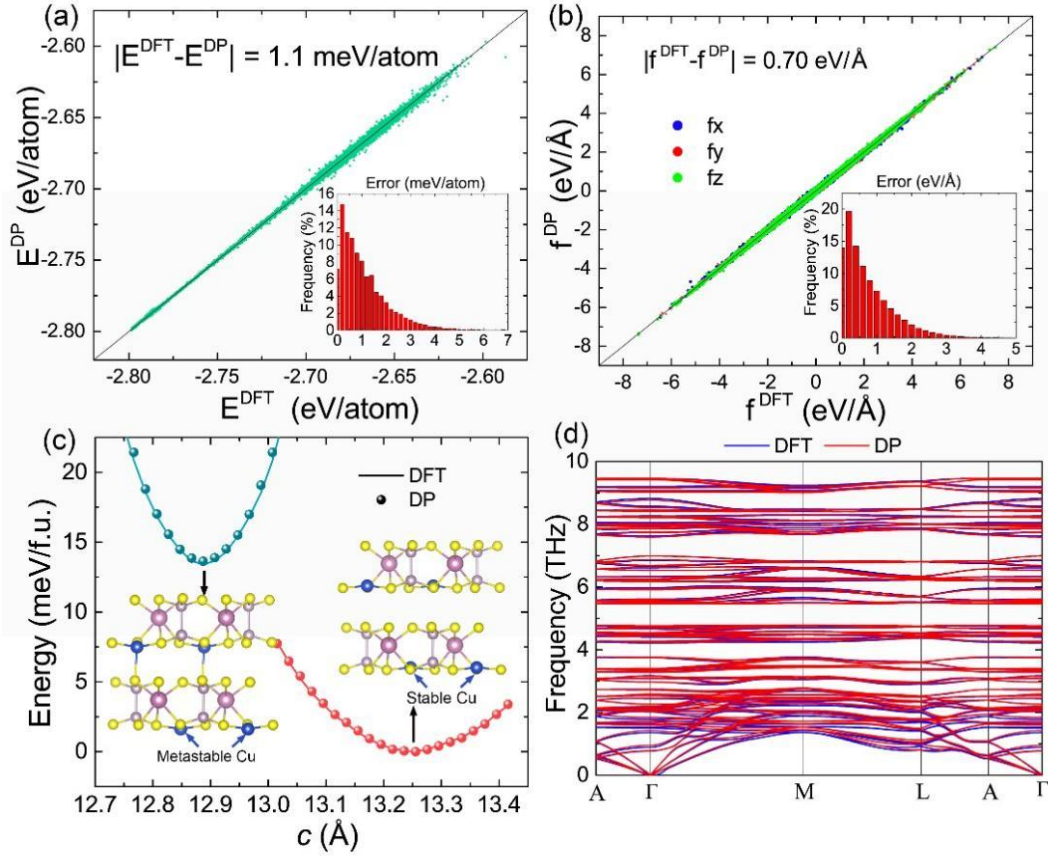 (a)
|E^DFT-E^DP| = 1.1 meV/atom
E^DP (eV/atom)
-2.60
-2.65
-2.70
-2.75
-2.80
Error (meV/atom)
Frequency (%)
16
14
12
10
8
6
4
2
0
0 1 2 3 4 5 6 7
-2.80 -2.75 -2.70 -2.65 -2.60
E^DFT (eV/atom)
(b)
|f^DFT-f^DP| = 0.70 eV/Å
fx
fy
fz
f^DP (eV/Å)
8
6
4
2
0
-2
-4
-6
-8
Error (eV/Å)
Frequency (%)
20
15
10
5
0
0 1 2 3 4 5
-8 -6 -4 -2 0 2 4 6 8
f^DFT (eV/Å)
(c)
DFT
DP
Energy (meV/f.u.)
20
15
10
5
0
Stable Cu
Metastable Cu
12.7 12.8 12.9 13.0 13.1 13.2 13.3 13.4
c (Å)
(d)
DFT DP
Frequency (THz)
10
8
6
4
2
0
A Γ M L A Γ